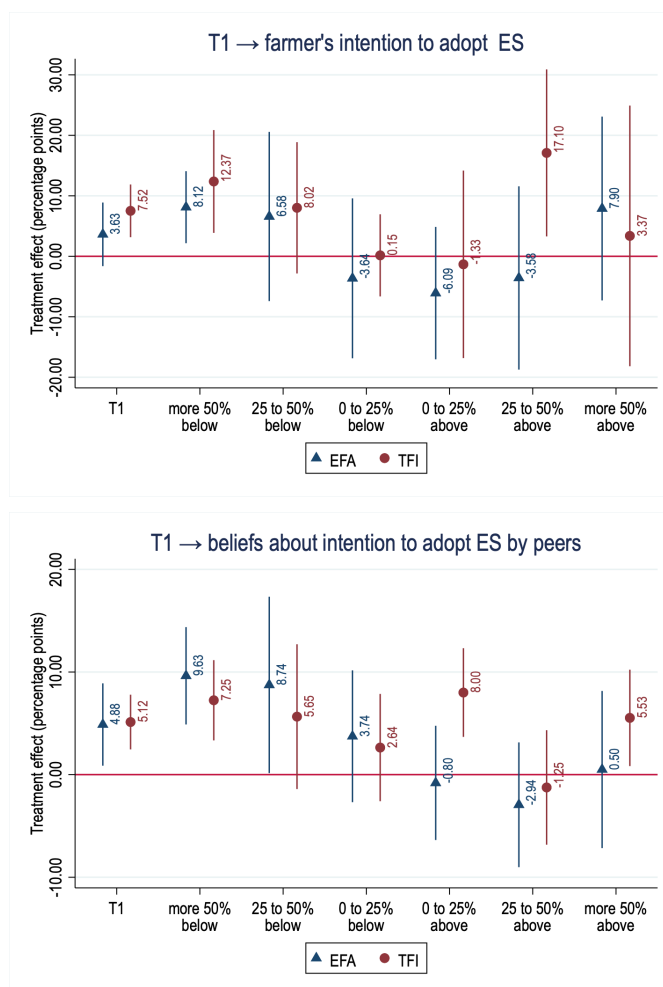 T1 → farmer's intention to adopt ES
Treatment effect (percentage points)
30.00
20.00
10.00
0.00
-10.00
-20.00
3.63
7.52
8.12
12.37
6.58
8.02
-3.64
0.15
-6.09
-1.33
-3.58
17.10
7.90
3.37
T1
more 50%
below
25 to 50%
below
0 to 25%
below
0 to 25%
above
25 to 50%
above
more 50%
above
EFA TFI
T1 → beliefs about intention to adopt ES by peers
Treatment effect (percentage points)
20.00
10.00
0.00
-10.00
4.88
5.12
9.63
7.25
8.74
5.65
3.74
2.64
-0.80
8.00
-2.94
-1.25
0.50
5.53
T1
more 50%
below
25 to 50%
below
0 to 25%
below
0 to 25%
above
25 to 50%
above
more 50%
above
EFA TFI